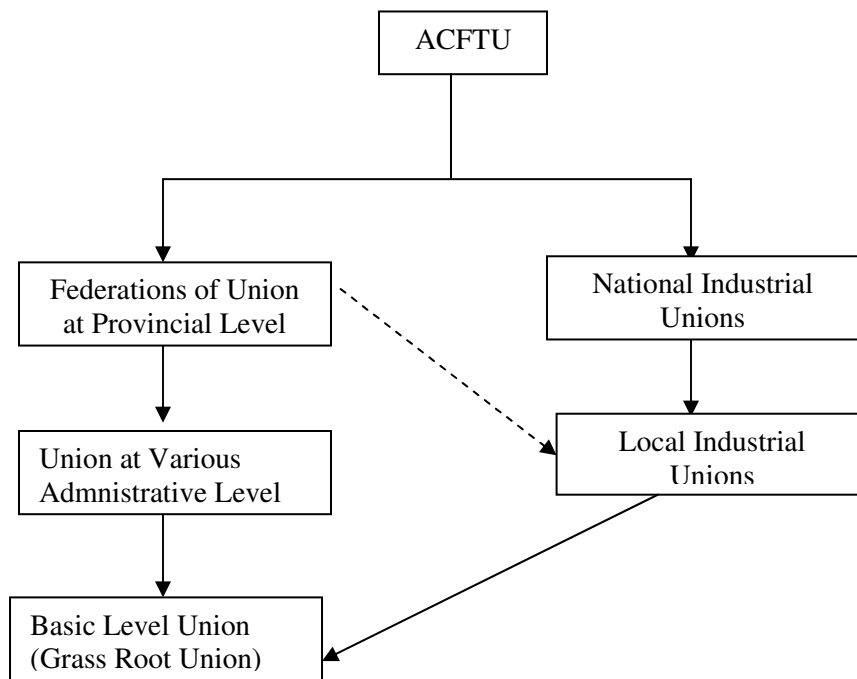 ACFTU
Federations of Union
at Provincial Level
National Industrial
Unions
Union at Various
Admnistrative Level
Local Industrial
Unions
Basic Level Union
(Grass Root Union)